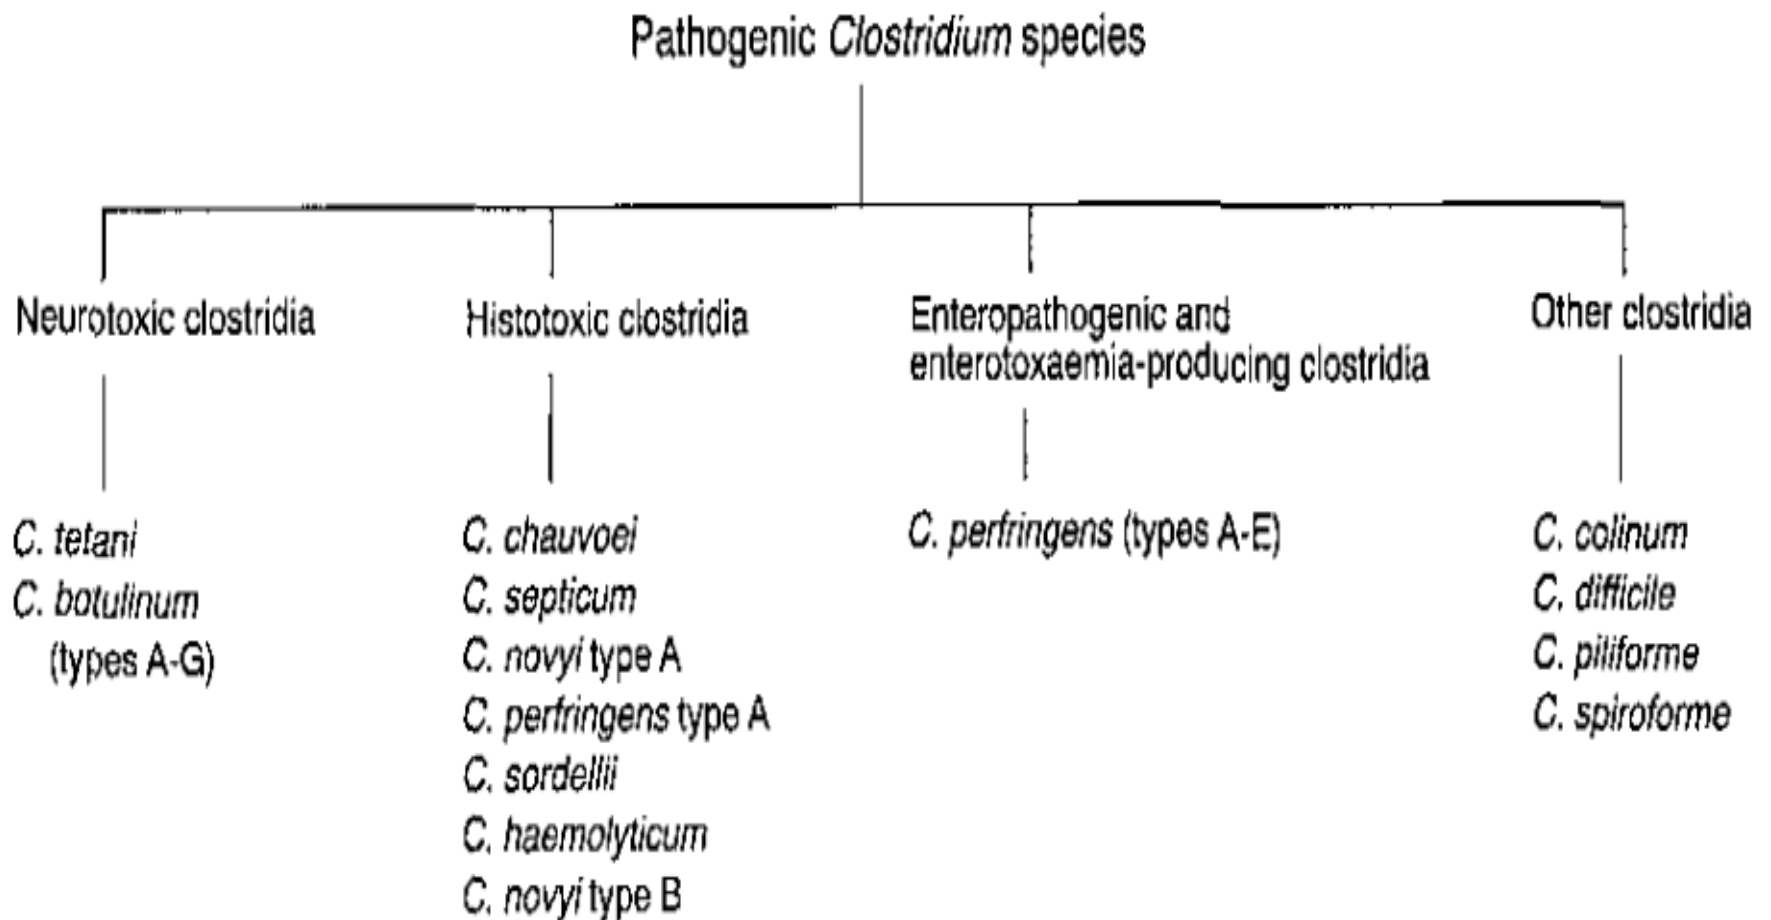 Pathogenic Clostridium species
Neurotoxic clostridia
C. tetani
C. botulinum
(types A-G)
Histotoxic clostridia
C. chauvoei
C. septicum
C. novyi type A
C. perfringens type A
C. sordellii
C. haemolyticum
C. novyi type B
Enteropathogenic and
enterotoxaemia-producing clostridia
C. perfringens (types A-E)
Other clostridia
C. colinum
C. difficile
C. piliforme
C. spiroforme